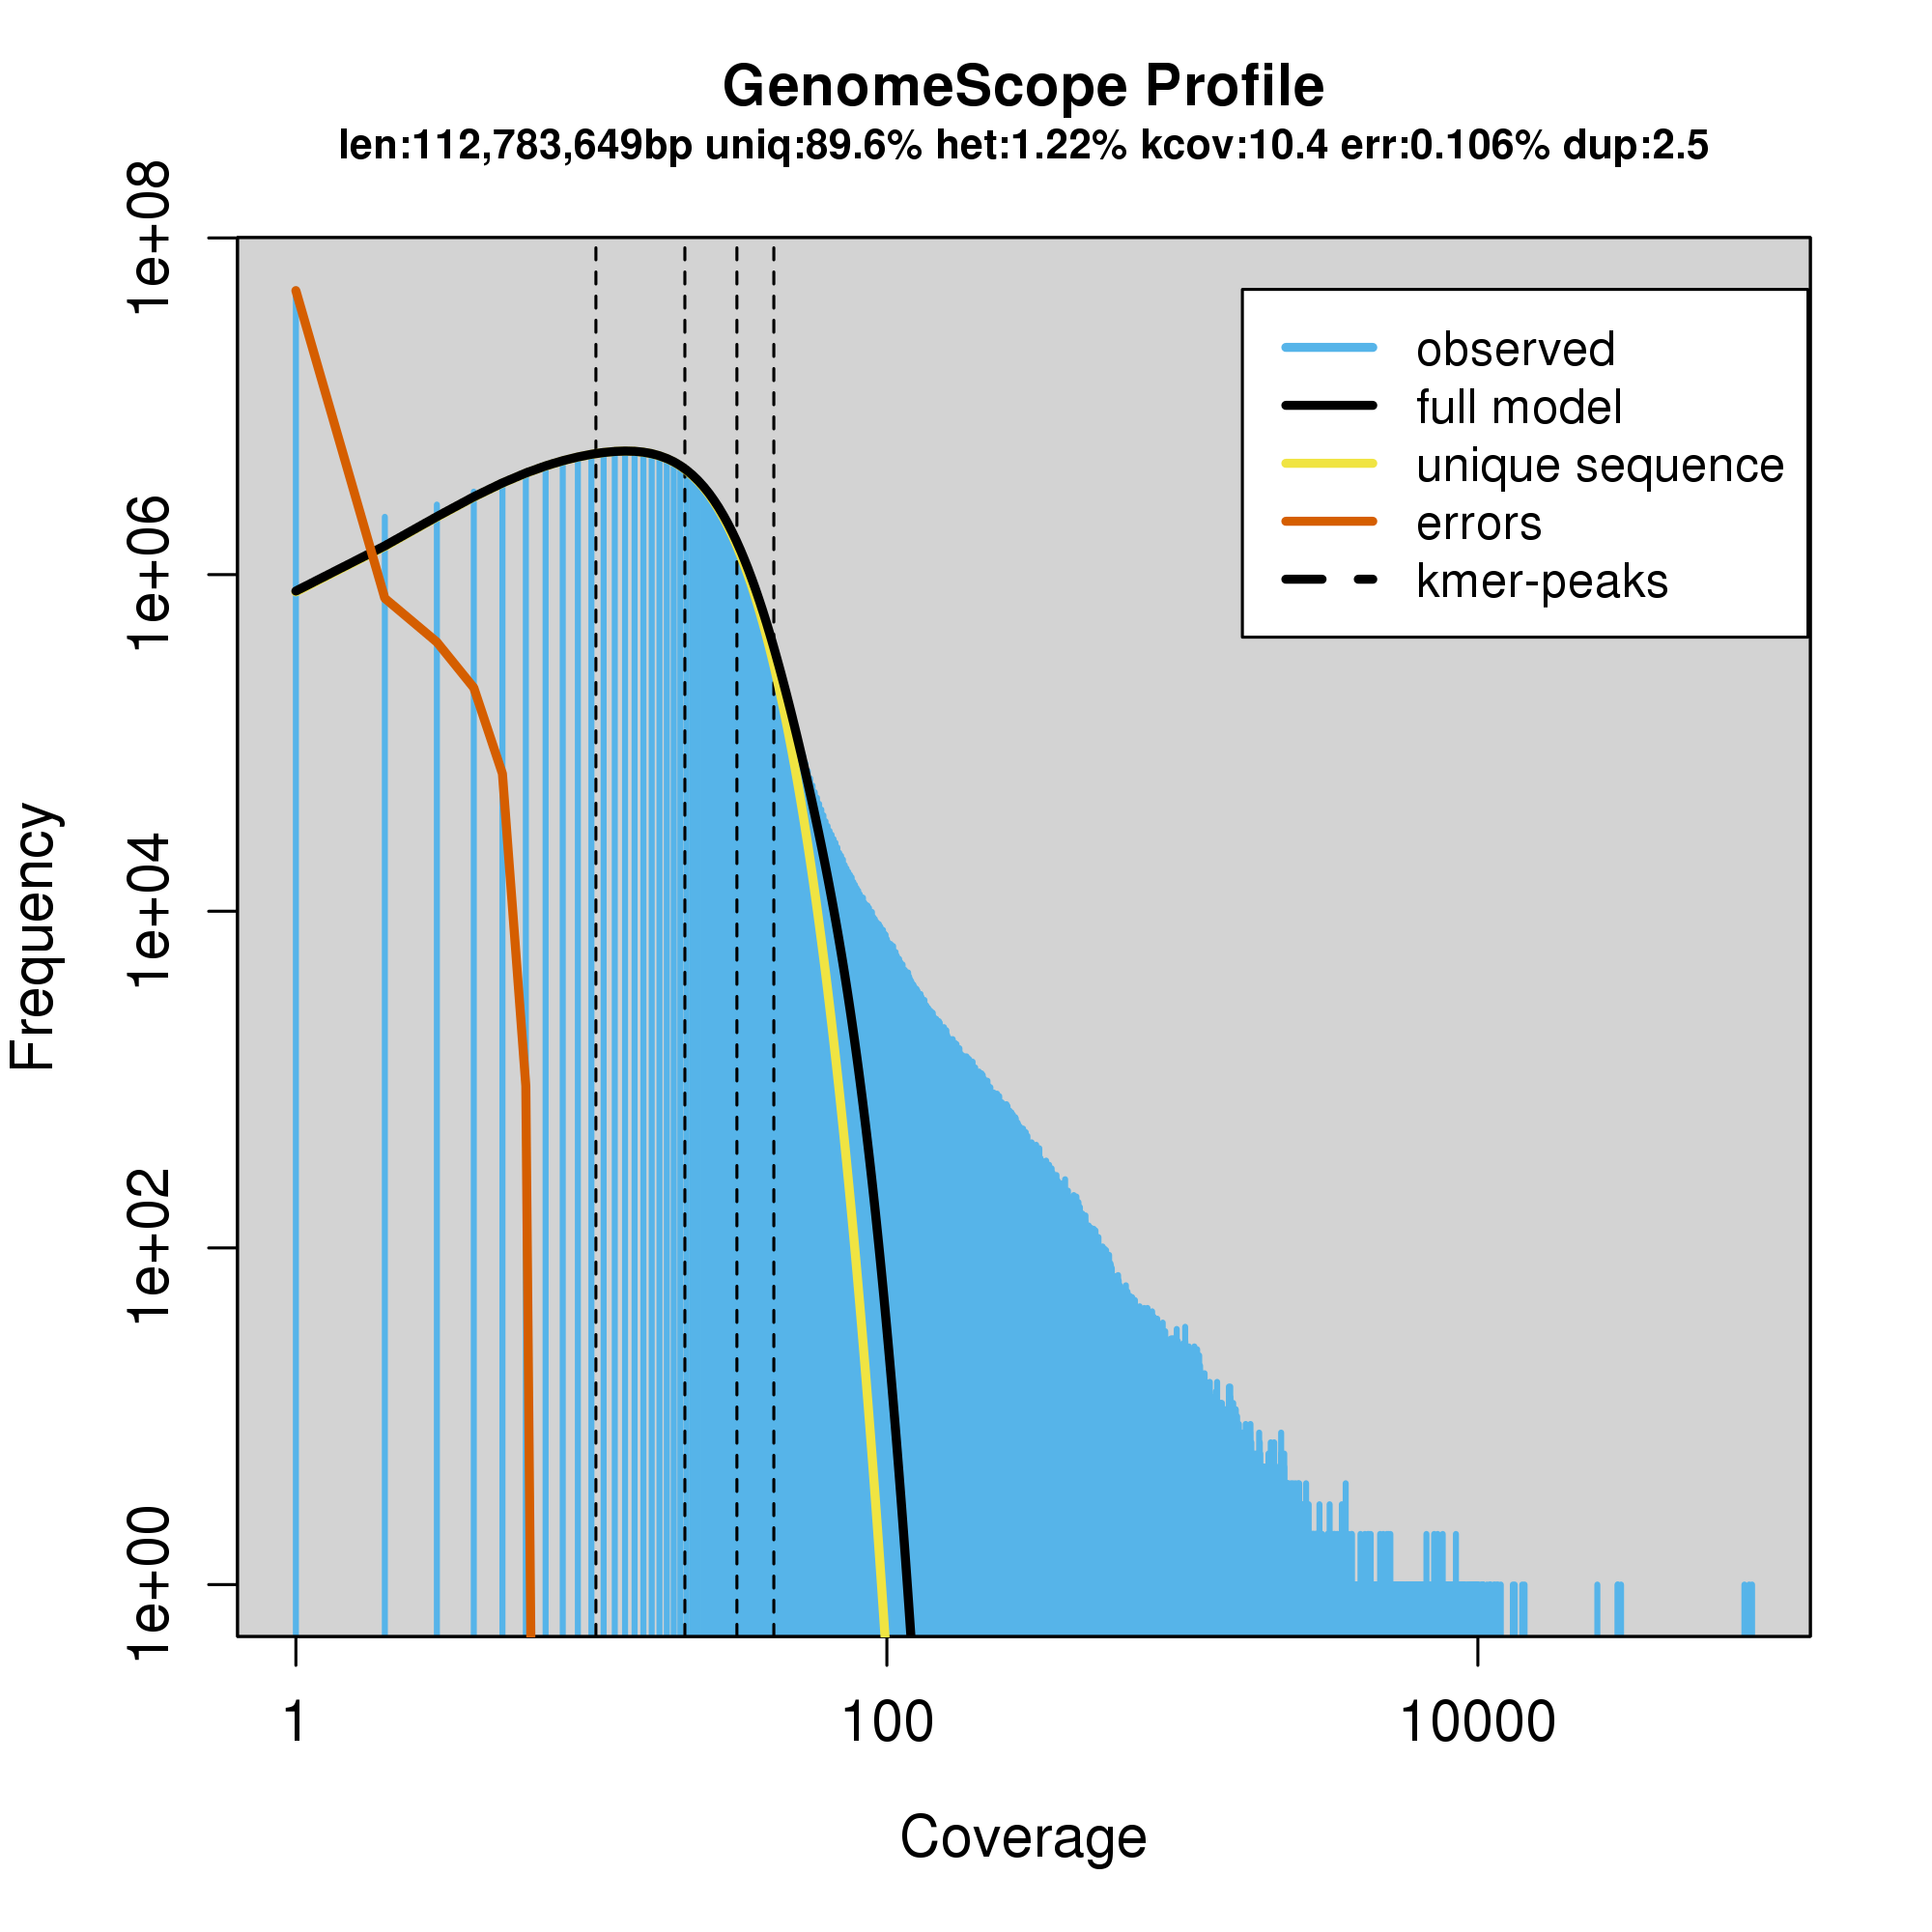 GenomeScope Profile
len:112,783,649bp uniq:89.6% het:1.22% kcov:10.4 err:0.106% dup:2.5
1e+08
1e+06
1e+04
1e+02
1e+00
Frequency
observed
full model
unique sequence
errors
kmer-peaks
1
100
10000
Coverage